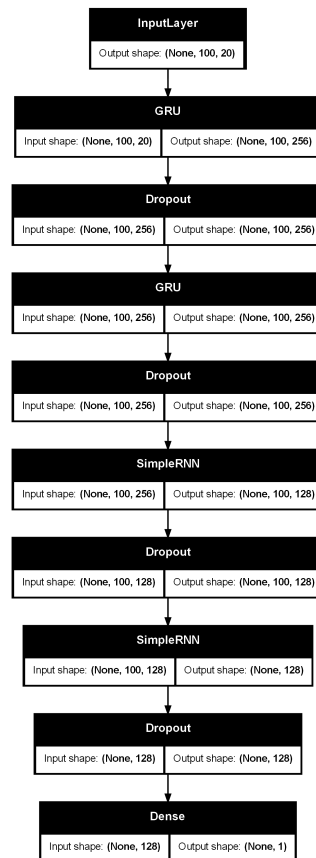 InputLayer
Output shape: (None, 100, 20)
GRU
Input shape: (None, 100, 20) Output shape: (None, 100, 256)
Dropout
Input shape: (None, 100, 256) Output shape: (None, 100, 256)
GRU
Input shape: (None, 100, 256) Output shape: (None, 100, 256)
Dropout
Input shape: (None, 100, 256) Output shape: (None, 100, 256)
SimpleRNN
Input shape: (None, 100, 256) Output shape: (None, 100, 128)
Dropout
Input shape: (None, 100, 128) Output shape: (None, 100, 128)
SimpleRNN
Input shape: (None, 100, 128) Output shape: (None, 128)
Dropout
Input shape: (None, 128) Output shape: (None, 128)
Dense
Input shape: (None, 128) Output shape: (None, 1)